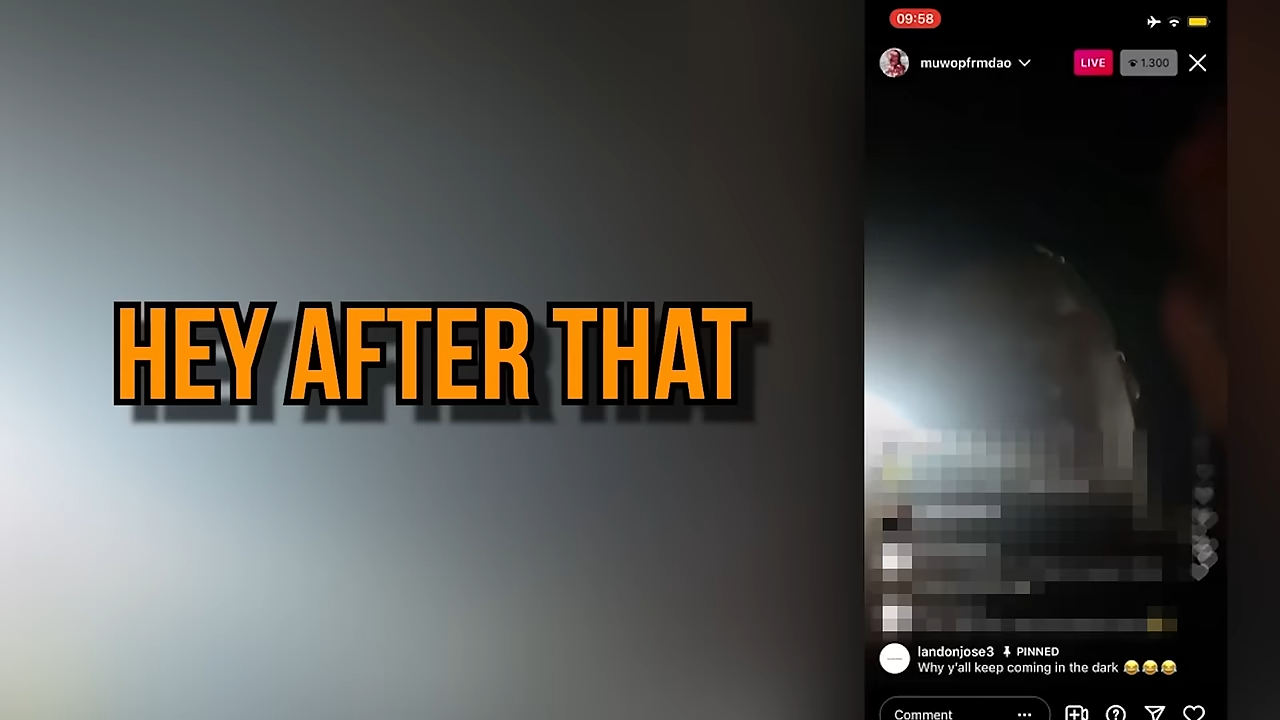 09:58
muwopfrmdao
LIVE
1.300
HEY AFTER THAT
landonjose3 PINNED
Why y'all keep coming in the dark 😂😂😂
Comment